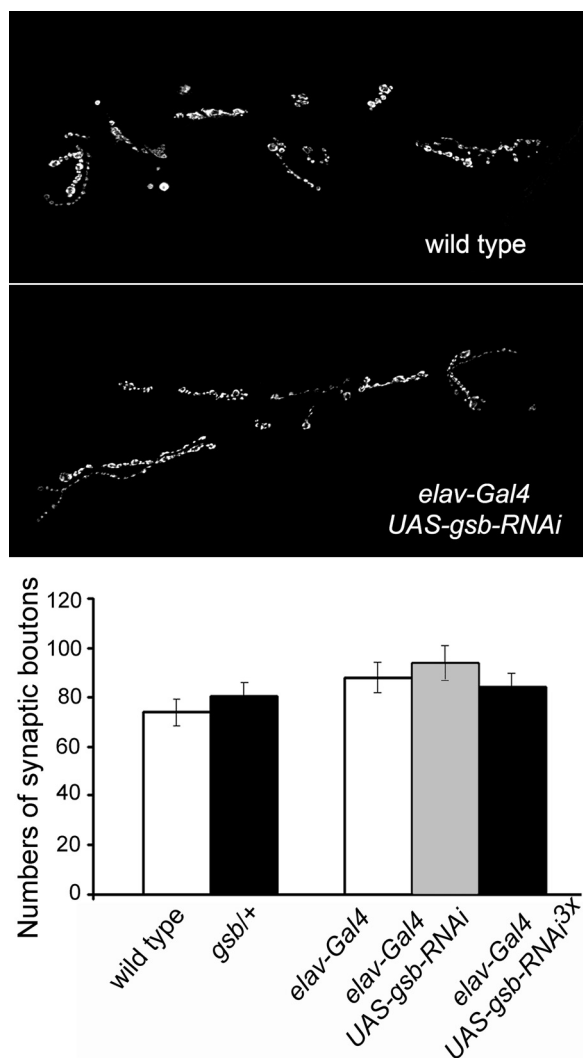 wild type
elav-Gal4
UAS-gsb-RNAi
Numbers of synaptic boutons
120
100
80
60
40
20
0
wild type
gsb/+
elav-Gal4
elav-Gal4
UAS-gsb-RNAi
elav-Gal4
UAS-gsb-RNAi3x